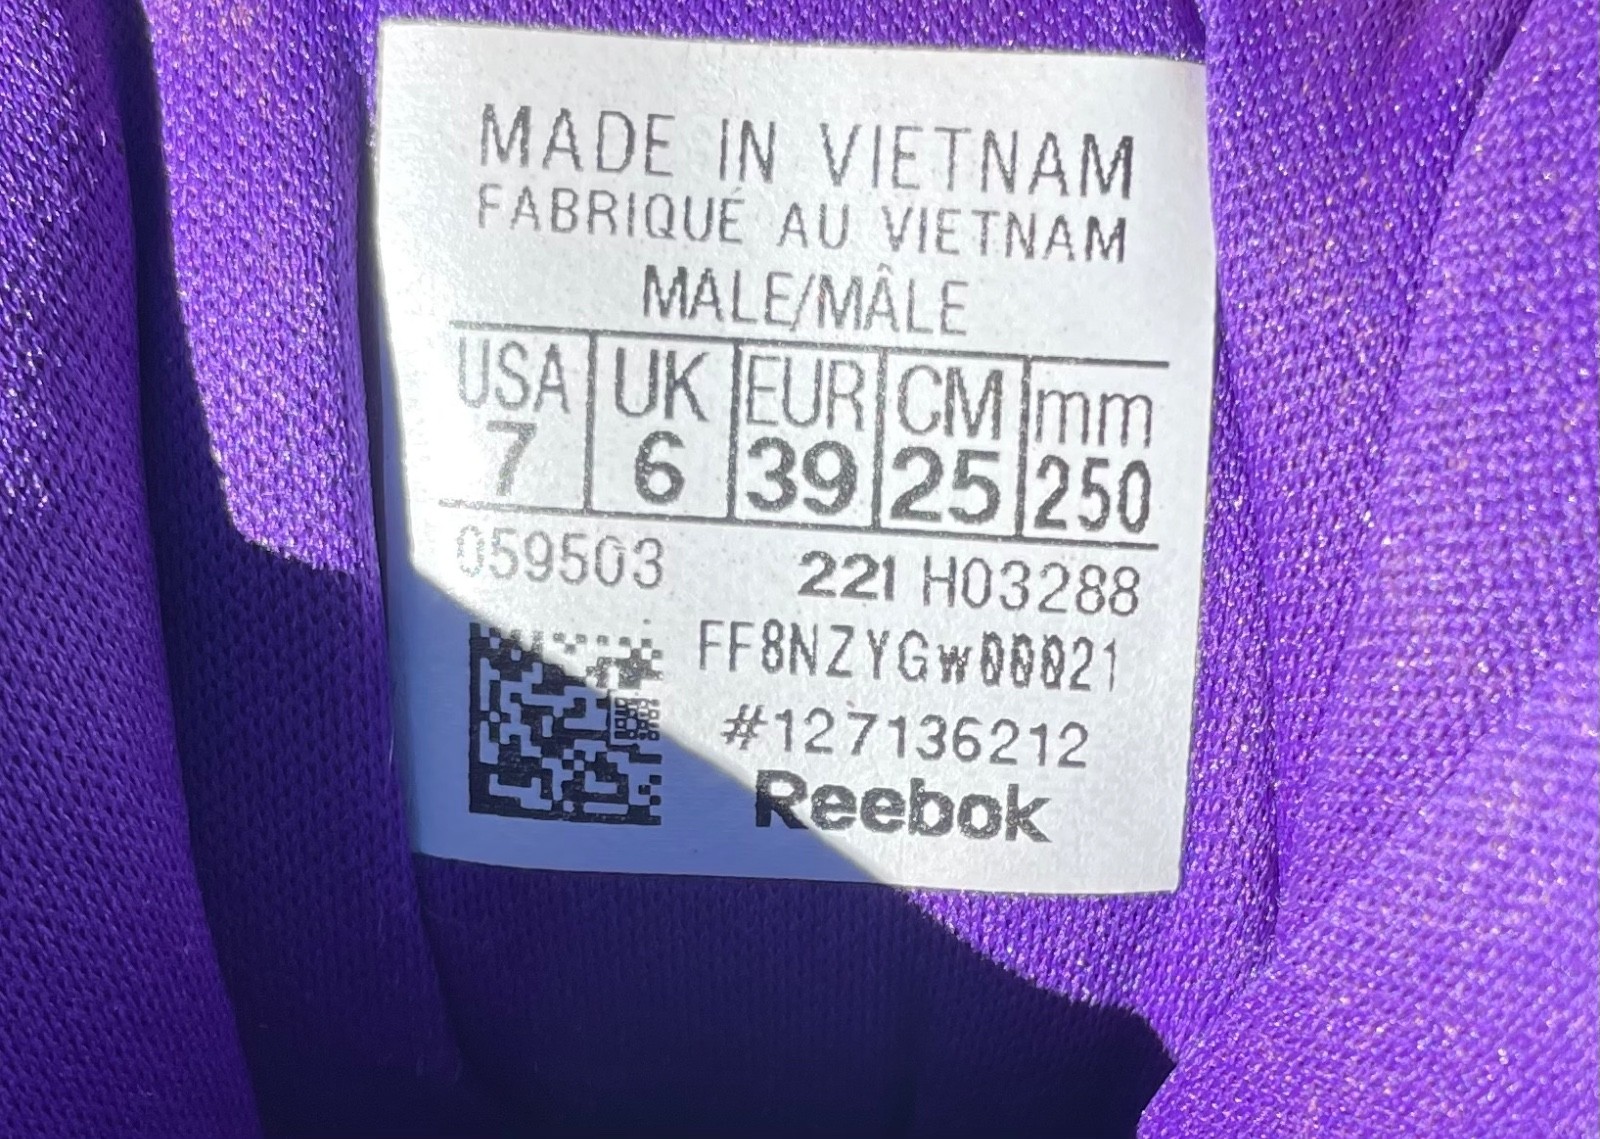 MADE IN VIETNAM
FABRIQUÉ AU VIETNAM
MALE/MÂLE
USA UK EUR CM mm
7 6 39 25 250
059503 22I H03288
FF8NZYGW00021
#127136212
Reebok